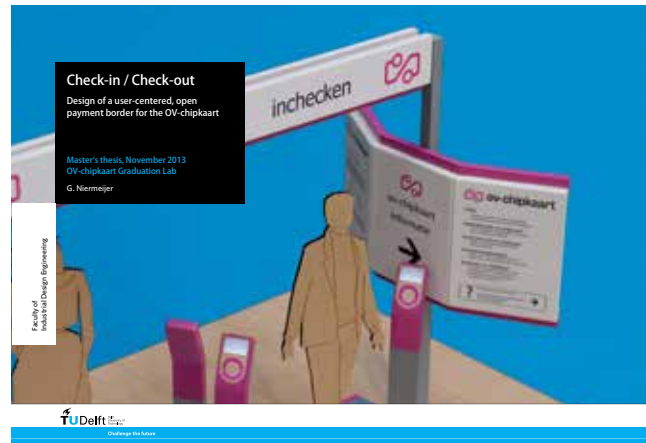 Check-in / Check-out
Design of a user-centered, open
payment border for the OV-chipkaart
Master's thesis, November 2013
OV-chipkaart Graduation Lab
G. Niermeijer
Faculty of
Industrial Design Engineering
inchecken
ov-chipkaart
informatie
ov-chipkaart
?
TUDelft
Challenge the future